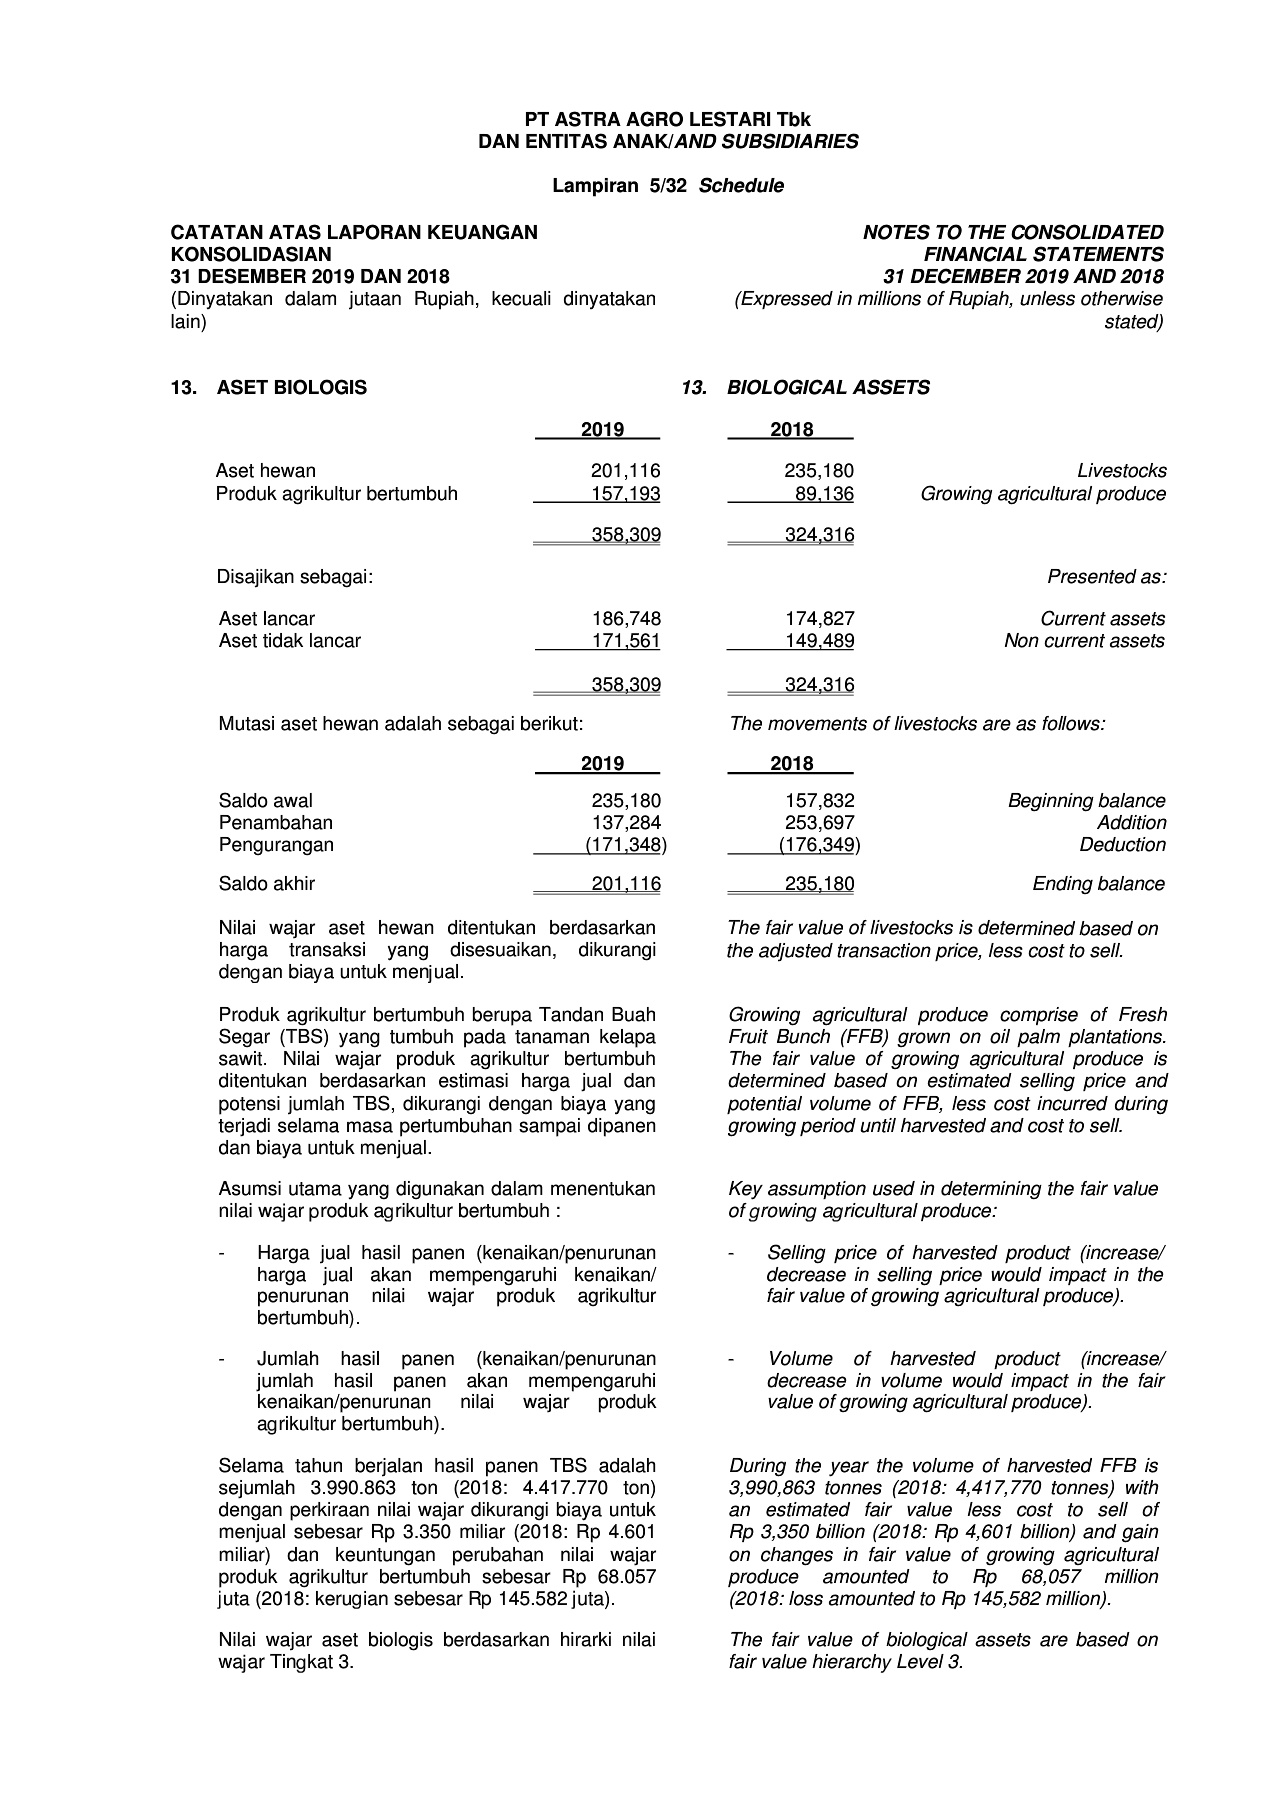 PT ASTRA AGRO LESTARI Tbk
DAN ENTITAS ANAK/AND SUBSIDIARIES
Lampiran 5/32 Schedule
CATATAN ATAS LAPORAN KEUANGAN
KONSOLIDASIAN
31 DESEMBER 2019 DAN 2018
(Dinyatakan dalam jutaan Rupiah, kecuali dinyatakan
lain)
NOTES TO THE CONSOLIDATED
FINANCIAL STATEMENTS
31 DECEMBER 2019 AND 2018
(Expressed in millions of Rupiah, unless otherwise
stated)
13. ASET BIOLOGIS 13. BIOLOGICAL ASSETS
2019 2018
Aset hewan 201,116 235,180 Livestocks
Produk agrikultur bertumbuh 157,193 89,136 Growing agricultural produce
358,309 324,316
Disajikan sebagai: Presented as:
Aset lancar 186,748 174,827 Current assets
Aset tidak lancar 171,561 149,489 Non current assets
358,309 324,316
Mutasi aset hewan adalah sebagai berikut: The movements of livestocks are as follows:
2019 2018
Saldo awal 235,180 157,832 Beginning balance
Penambahan 137,284 253,697 Addition
Pengurangan (171,348) (176,349) Deduction
Saldo akhir 201,116 235,180 Ending balance
Nilai wajar aset hewan ditentukan berdasarkan
harga transaksi yang disesuaikan, dikurangi
dengan biaya untuk menjual.
The fair value of livestocks is determined based on
the adjusted transaction price, less cost to sell.
Produk agrikultur bertumbuh berupa Tandan Buah
Segar (TBS) yang tumbuh pada tanaman kelapa
sawit. Nilai wajar produk agrikultur bertumbuh
ditentukan berdasarkan estimasi harga jual dan
potensi jumlah TBS, dikurangi dengan biaya yang
terjadi selama masa pertumbuhan sampai dipanen
dan biaya untuk menjual.
Growing agricultural produce comprise of Fresh
Fruit Bunch (FFB) grown on oil palm plantations.
The fair value of growing agricultural produce is
determined based on estimated selling price and
potential volume of FFB, less cost incurred during
growing period until harvested and cost to sell.
Asumsi utama yang digunakan dalam menentukan
nilai wajar produk agrikultur bertumbuh :
Key assumption used in determining the fair value
of growing agricultural produce:
- Harga jual hasil panen (kenaikan/penurunan
harga jual akan mempengaruhi kenaikan/
penurunan nilai wajar produk agrikultur
bertumbuh).
- Selling price of harvested product (increase/
decrease in selling price would impact in the
fair value of growing agricultural produce).
- Jumlah hasil panen (kenaikan/penurunan
jumlah hasil panen akan mempengaruhi
kenaikan/penurunan nilai wajar produk
agrikultur bertumbuh).
- Volume of harvested product (increase/
decrease in volume would impact in the fair
value of growing agricultural produce).
Selama tahun berjalan hasil panen TBS adalah
sejumlah 3.990.863 ton (2018: 4.417.770 ton)
dengan perkiraan nilai wajar dikurangi biaya untuk
menjual sebesar Rp 3.350 miliar (2018: Rp 4.601
miliar) dan keuntungan perubahan nilai wajar
produk agrikultur bertumbuh sebesar Rp 68.057
juta (2018: kerugian sebesar Rp 145.582 juta).
During the year the volume of harvested FFB is
3,990,863 tonnes (2018: 4,417,770 tonnes) with
an estimated fair value less cost to sell of
Rp 3,350 billion (2018: Rp 4,601 billion) and gain
on changes in fair value of growing agricultural
produce amounted to Rp 68,057 million
(2018: loss amounted to Rp 145,582 million).
Nilai wajar aset biologis berdasarkan hirarki nilai
wajar Tingkat 3.
The fair value of biological assets are based on
fair value hierarchy Level 3.